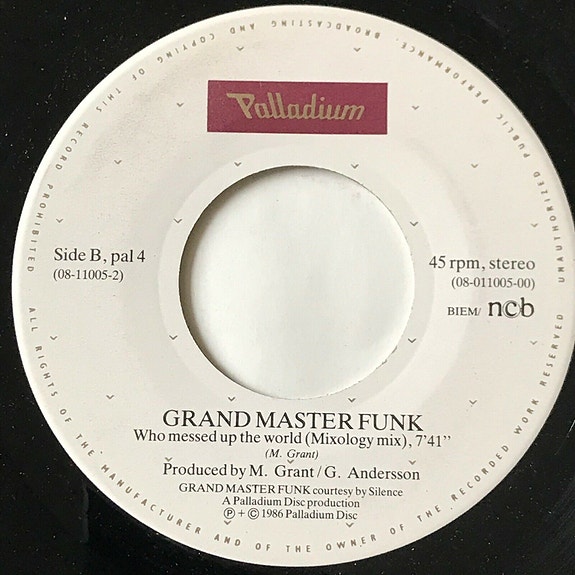 Palladium
Side B, pal 4
(08-11005-2)
45 rpm, stereo
(08-011005-00)
BIEM/ ncb
GRAND MASTER FUNK
Who messed up the world (Mixology mix), 7'41"
(M. Grant)
Produced by M. Grant / G. Andersson
GRAND MASTER FUNK courtesy by Silence
A Palladium Disc production
℗ + © 1986 Palladium Disc
ALL RIGHTS OF THE MANUFACTURER AND OF THE OWNER OF THE RECORDED WORK RESERVED
UNAUTHORIZED PUBLIC PERFORMANCE, BROADCASTING AND COPYING OF THIS RECORD PROHIBITED